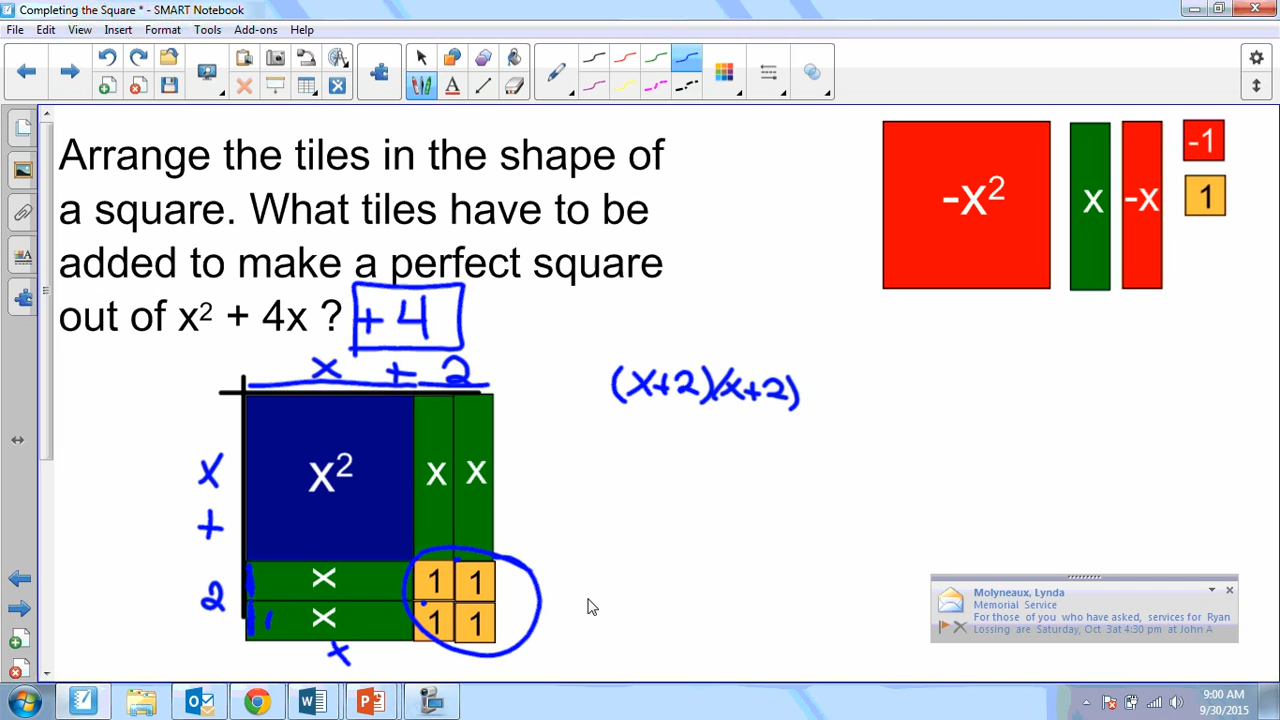 Completing the Square * - SMART Notebook
File Edit View Insert Format Tools Add-ons Help
Arrange the tiles in the shape of
a square. What tiles have to be
added to make a perfect square
out of x² + 4x ? + 4
-x² x -x -1
1
x + 2
(x+2)(x+2)
x
+
2
x² x x
x 1 1
x 1 1
x
Molyneaux, Lynda
Memorial Service
For those of you who have asked, services for Ryan
Lossing are Saturday, Oct 3at 4:30 pm at John A
9:00 AM
9/30/2015